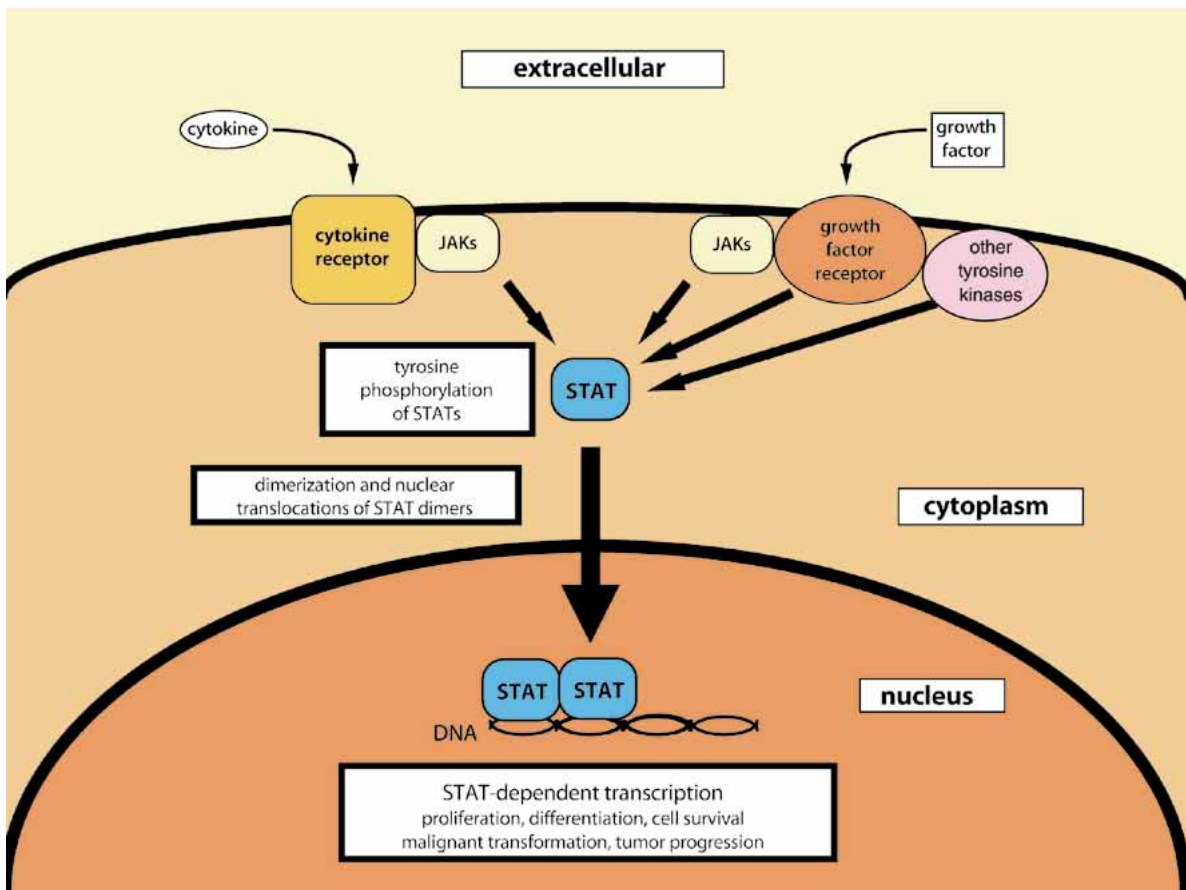 extracellular
cytokine
growth
factor
cytokine
receptor
JAKs
JAKs
growth
factor
receptor
other
tyrosine
kinases
tyrosine
phosphorylation
of STATs
STAT
dimerization and nuclear
translocations of STAT dimers
cytoplasm
STAT STAT
nucleus
DNA
STAT-dependent transcription
proliferation, differentiation, cell survival
malignant transformation, tumor progression